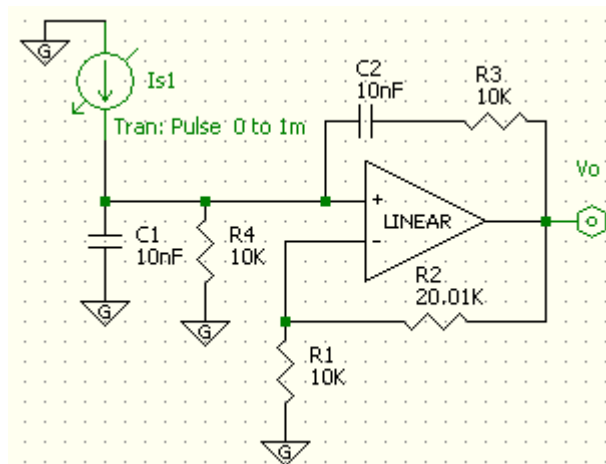 G
Is1
Tran: Pulse 0 to 1m
C2
10nF
R3
10K
Vo
+
LINEAR
-
C1
10nF
R4
10K
R2
20.01K
G
G
R1
10K
G